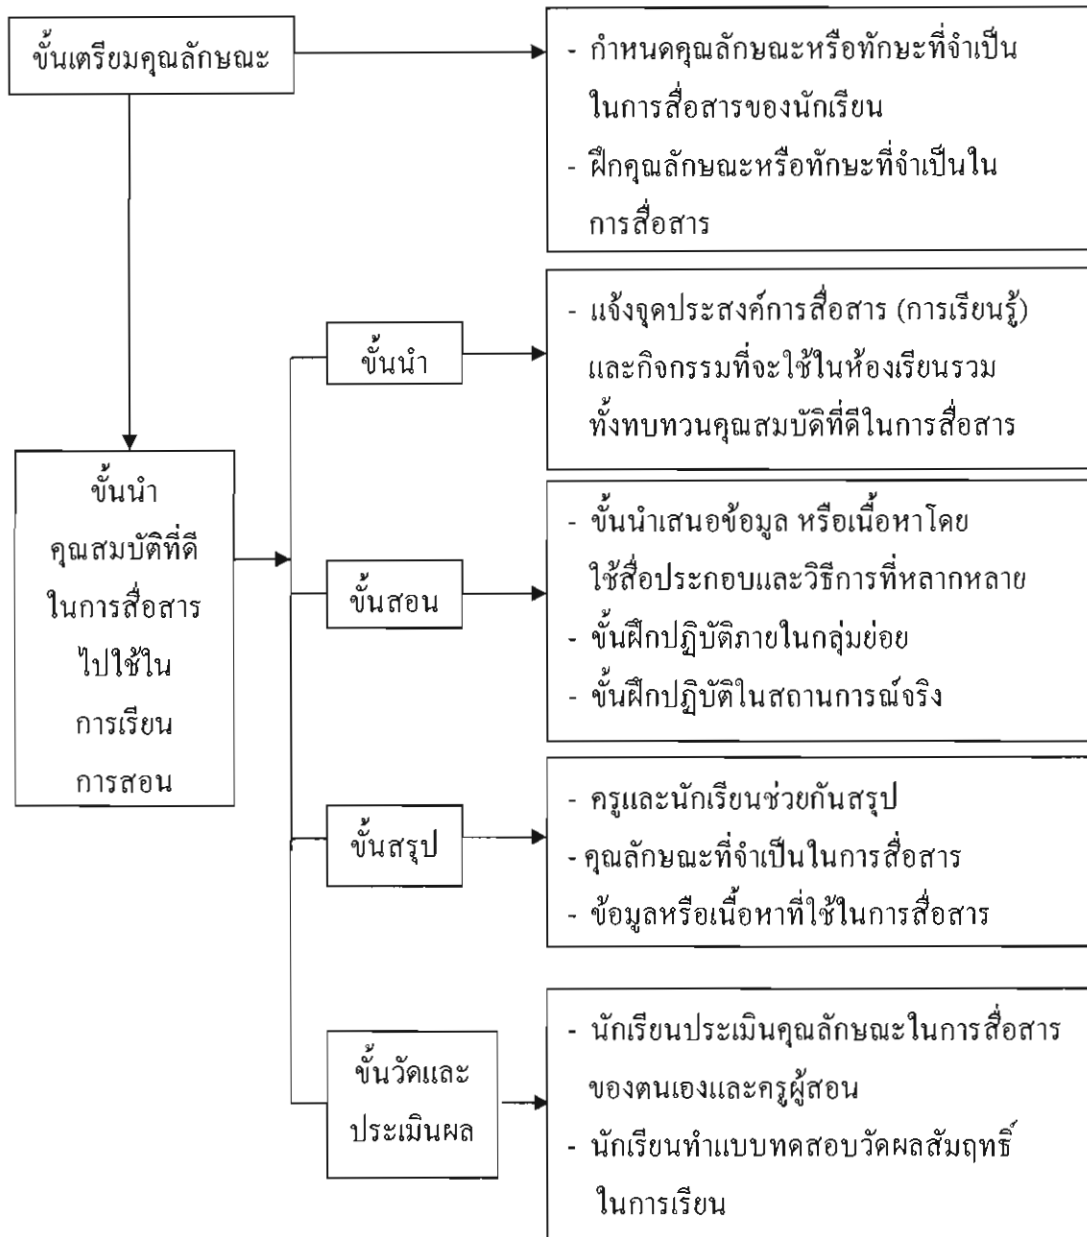 ขั้นเตรียมคุณลักษณะ
- กำหนดคุณลักษณะหรือทักษะที่จำเป็น
ในการสื่อสารของนักเรียน
- ฝึกคุณลักษณะหรือทักษะที่จำเป็นใน
การสื่อสาร
ขั้นนำ
คุณสมบัติที่ดี
ในการสื่อสาร
ไปใช้ใน
การเรียน
การสอน
ขั้นนำ
- แจ้งจุดประสงค์การสื่อสาร (การเรียนรู้)
และกิจกรรมที่จะใช้ในห้องเรียนรวม
ทั้งทบทวนคุณสมบัติที่ดีในการสื่อสาร
ขั้นสอน
- ขั้นนำเสนอข้อมูล หรือเนื้อหาโดย
ใช้สื่อประกอบและวิธีการที่หลากหลาย
- ขั้นฝึกปฏิบัติภายในกลุ่มย่อย
- ขั้นฝึกปฏิบัติในสถานการณ์จริง
ขั้นสรุป
- ครูและนักเรียนช่วยกันสรุป
- คุณลักษณะที่จำเป็นในการสื่อสาร
- ข้อมูลหรือเนื้อหาที่ใช้ในการสื่อสาร
ขั้นวัดและ
ประเมินผล
- นักเรียนประเมินคุณลักษณะในการสื่อสาร
ของตนเองและครูผู้สอน
- นักเรียนทำแบบทดสอบวัดผลสัมฤทธิ์
ในการเรียน